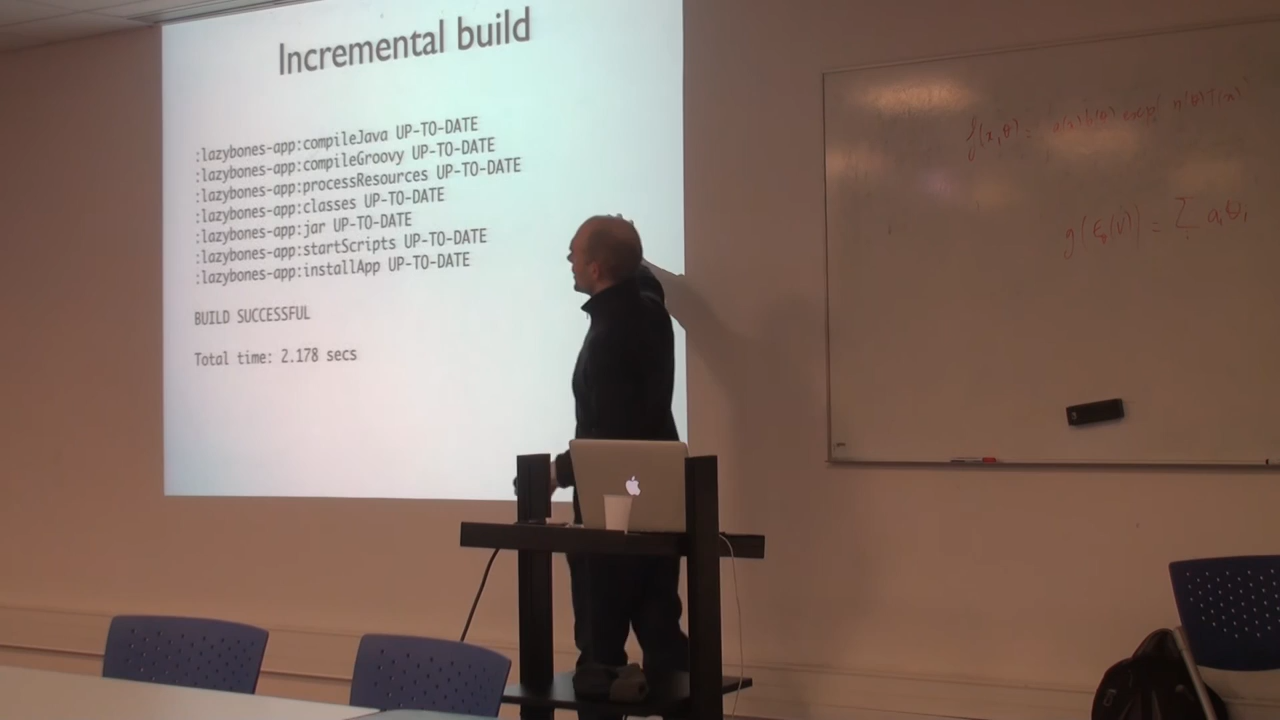 Incremental build
:lazybones-app:compileJava UP-TO-DATE
:lazybones-app:compileGroovy UP-TO-DATE
:lazybones-app:processResources UP-TO-DATE
:lazybones-app:classes UP-TO-DATE
:lazybones-app:jar UP-TO-DATE
:lazybones-app:startScripts UP-TO-DATE
:lazybones-app:installApp UP-TO-DATE
BUILD SUCCESSFUL
Total time: 2.178 secs
f(x,θ) =